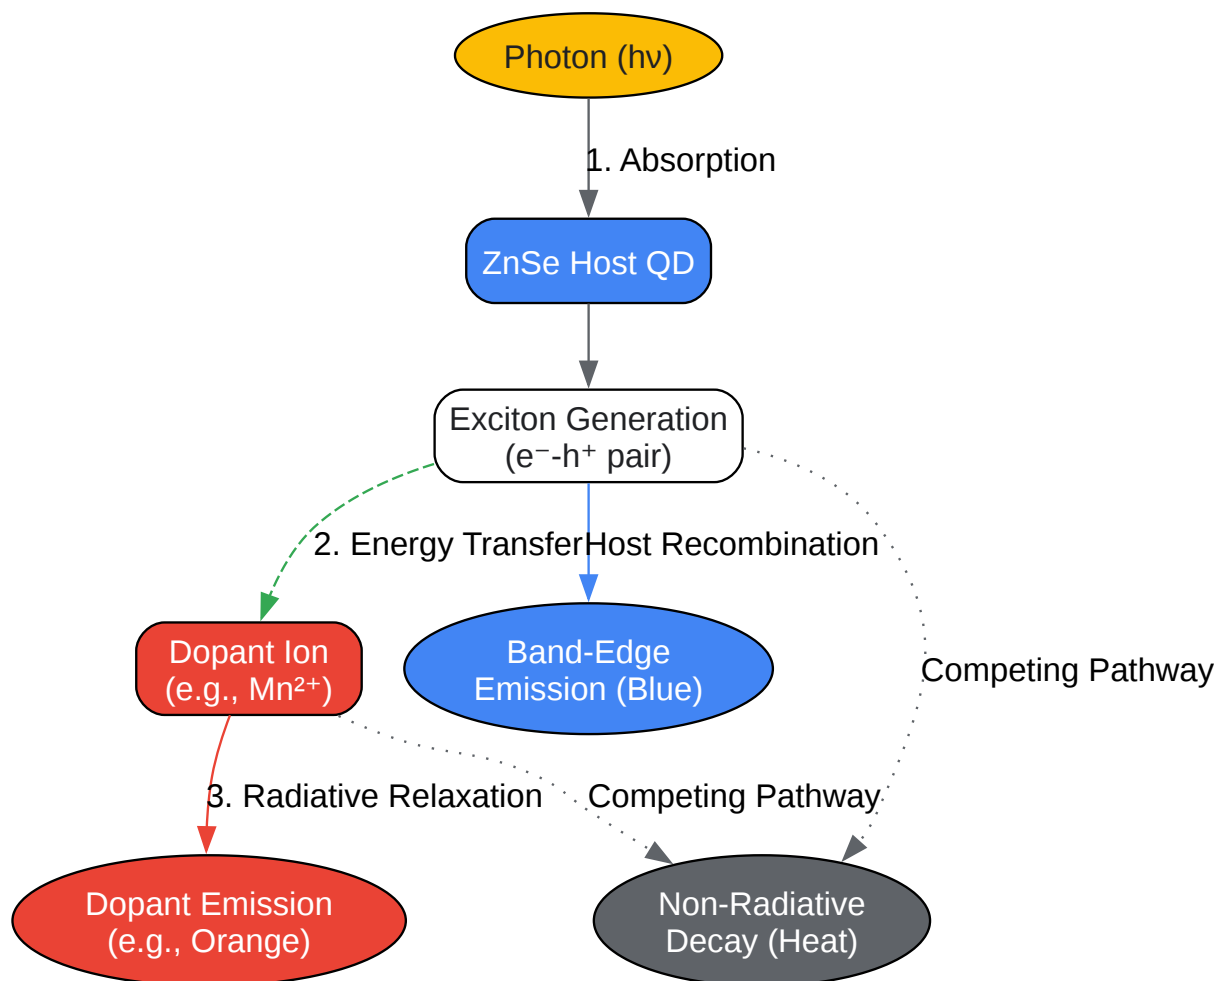 Photon (hν)
1. Absorption
ZnSe Host QD
Exciton Generation
(e⁻-h⁺ pair)
2. Energy Transfer
Host Recombination
Dopant Ion
(e.g., Mn²⁺)
Band-Edge
Emission (Blue)
Competing Pathway
3. Radiative Relaxation
Competing Pathway
Dopant Emission
(e.g., Orange)
Non-Radiative
Decay (Heat)